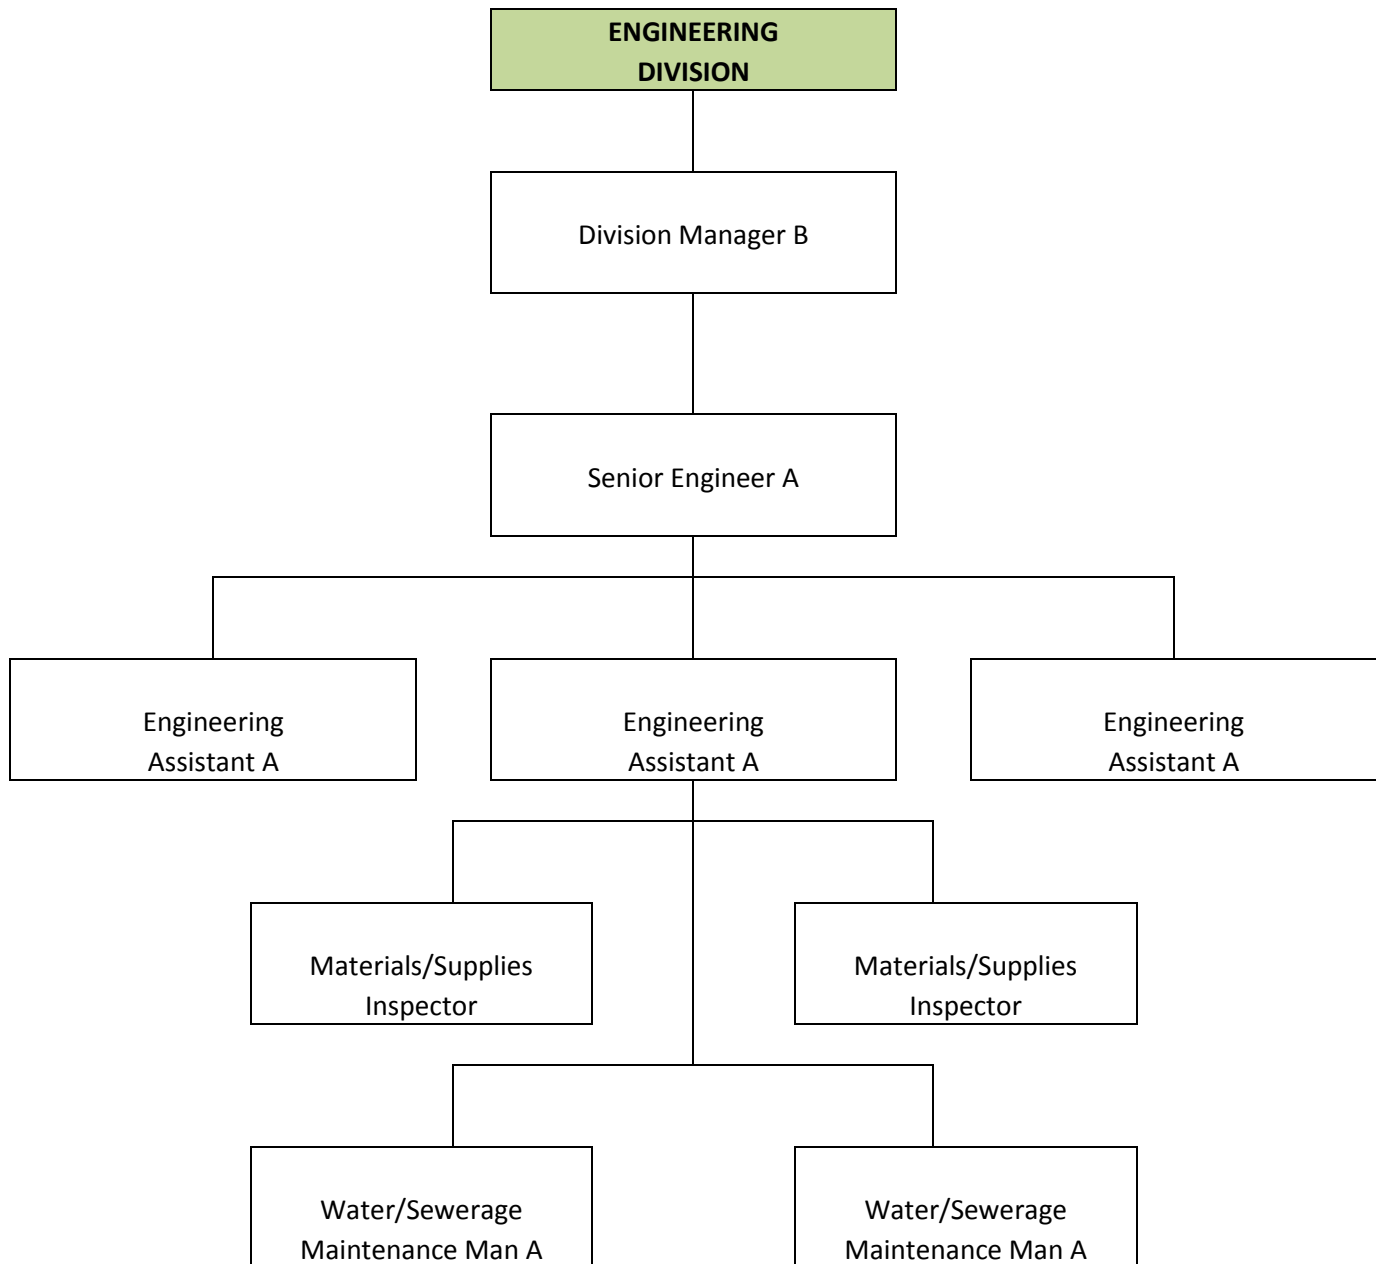 ENGINEERING
DIVISION
Division Manager B
Senior Engineer A
Engineering
Assistant A
Engineering
Assistant A
Engineering
Assistant A
Materials/Supplies
Inspector
Materials/Supplies
Inspector
Water/Sewerage
Maintenance Man A
Water/Sewerage
Maintenance Man A